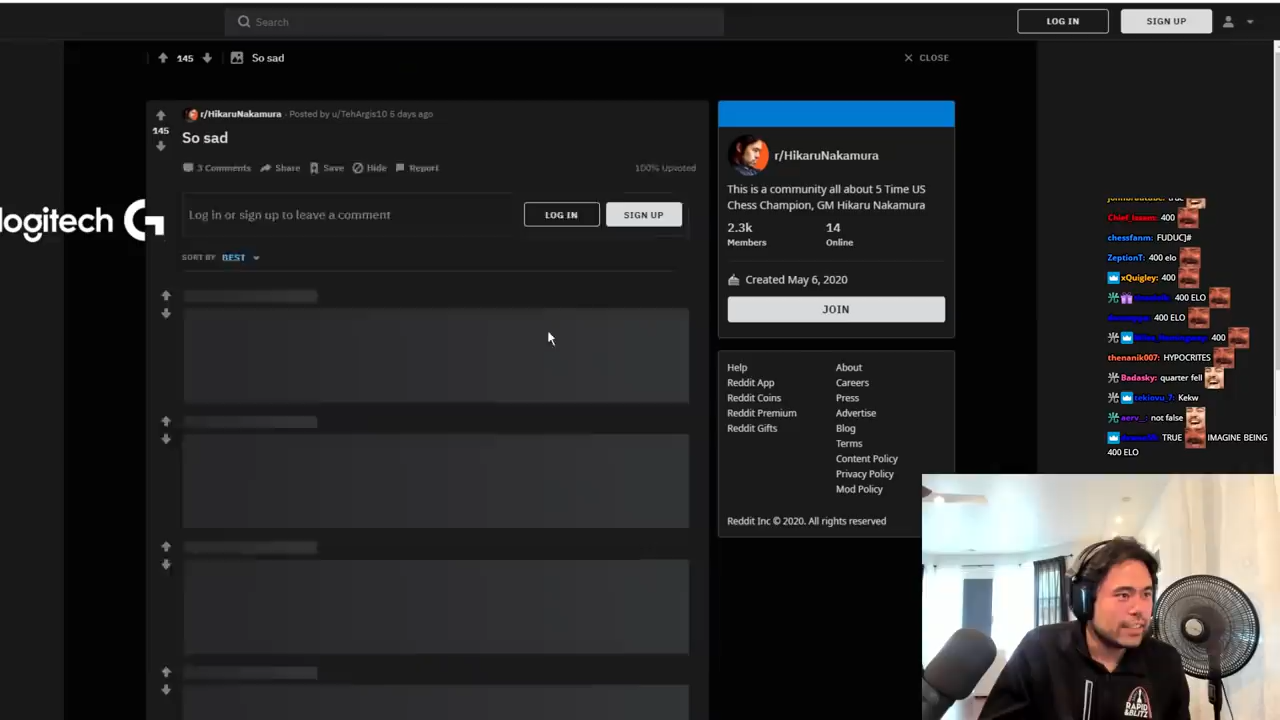 Search
LOG IN
SIGN UP
145
So sad
CLOSE
r/HikaruNakamura · Posted by u/TehArgis10 5 days ago
145
So sad
3 Comments
Share
Save
Hide
Report
100% Upvoted
Log in or sign up to leave a comment
LOG IN
SIGN UP
SORT BY BEST
logitech G
r/HikaruNakamura
This is a community all about 5 Time US
Chess Champion, GM Hikaru Nakamura
2.3k
14
Members
Online
Created May 6, 2020
JOIN
Help
About
Reddit App
Careers
Reddit Coins
Press
Reddit Premium
Advertise
Reddit Gifts
Blog
Terms
Content Policy
Privacy Policy
Mod Policy
Reddit Inc © 2020. All rights reserved
Chief_Issam: 400
chessfanm: FUDUCJ#
ZeptionT: 400 elo
xQuigley: 400
400 ELO
400 ELO
400
thenanik007: HYPOCRITES
Badasky: quarter fell
tekiovu_7: Kekw
aerv_: not false
TRUE IMAGINE BEING
400 ELO
RAPID
&BLITZ